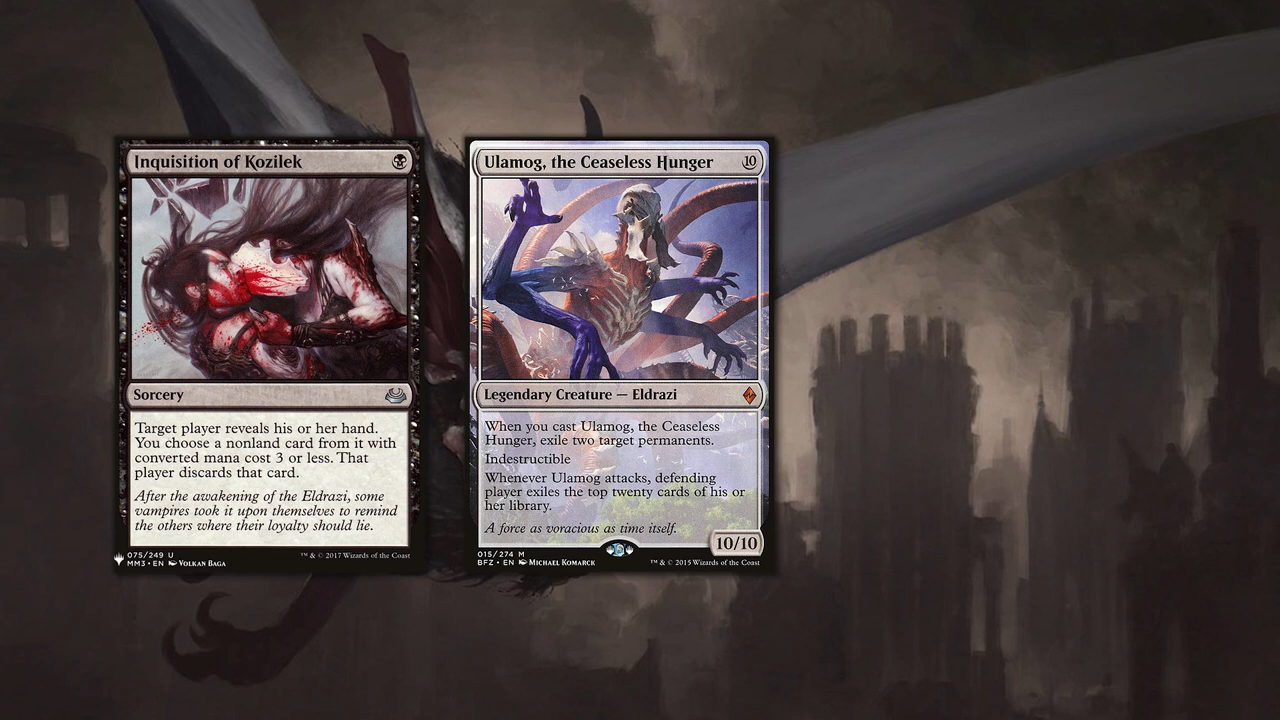 Inquisition of Kozilek
Sorcery
Target player reveals his or her hand.
You choose a nonland card from it with
converted mana cost 3 or less. That
player discards that card.
After the awakening of the Eldrazi, some
vampires took it upon themselves to remind
the others where their loyalty should lie.
075/249 U
MM3 • EN Volkan Baga
™ & © 2017 Wizards of the Coast
Ulamog, the Ceaseless Hunger 10
Legendary Creature — Eldrazi
When you cast Ulamog, the Ceaseless
Hunger, exile two target permanents.
Indestructible
Whenever Ulamog attacks, defending
player exiles the top twenty cards of his or
her library.
A force as voracious as time itself.
10/10
015/274 M
BFZ • EN Michael Komarck
™ & © 2015 Wizards of the Coast